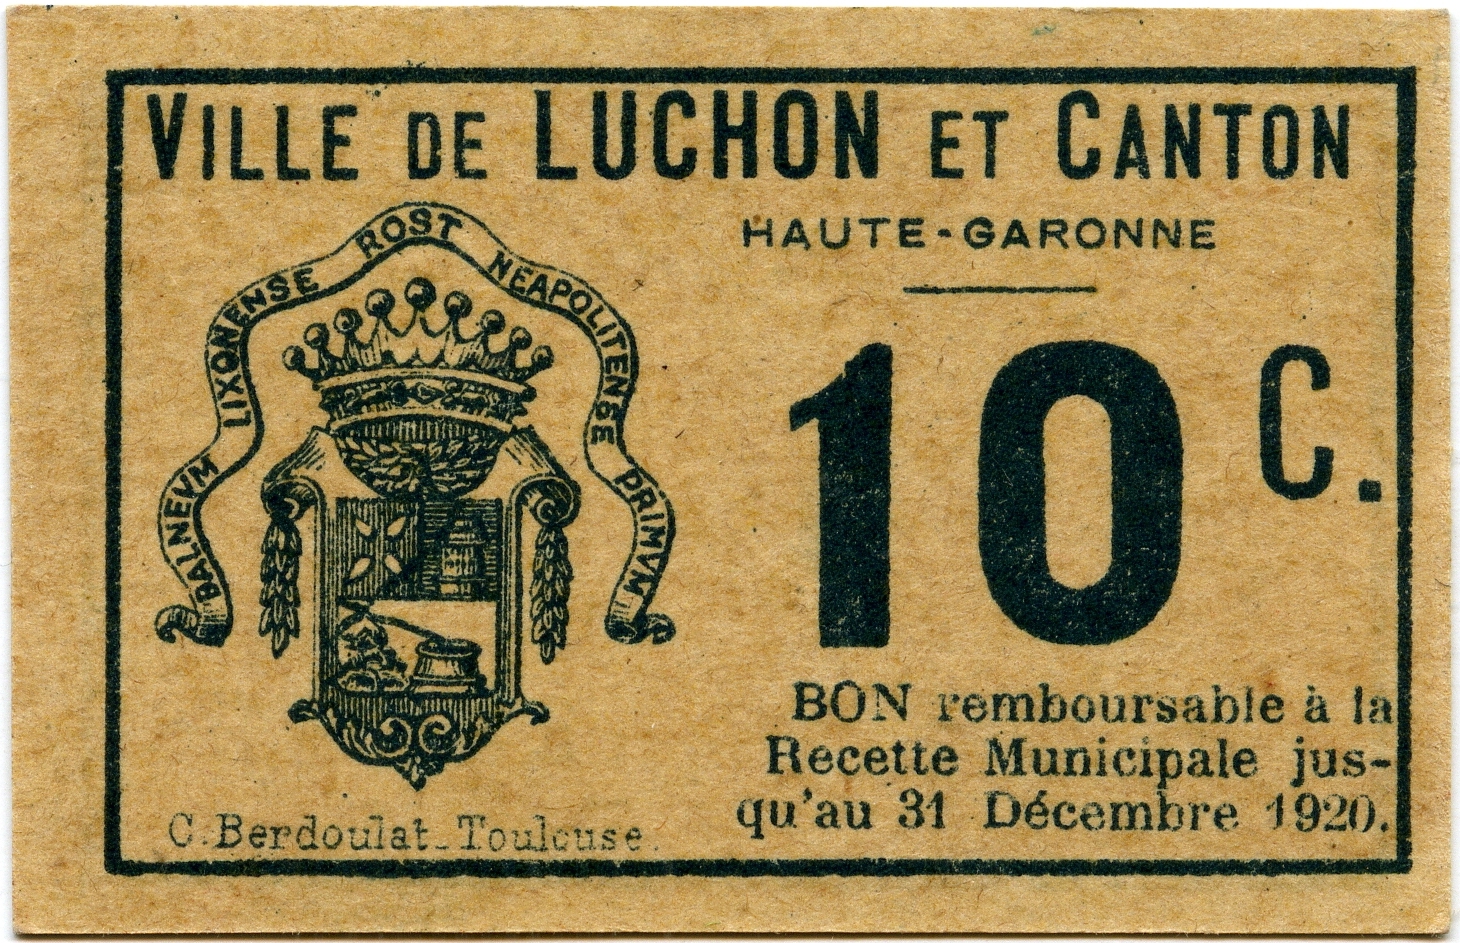 VILLE DE LUCHON ET CANTON
HAUTE-GARONNE
BALNEVM LIXONENSE ROST NEAPOLITENSE PRIMVM
10 C.
BON remboursable à la
Recette Municipale jus-
qu'au 31 Décembre 1920.
C. Berdoulat_Toulouse.